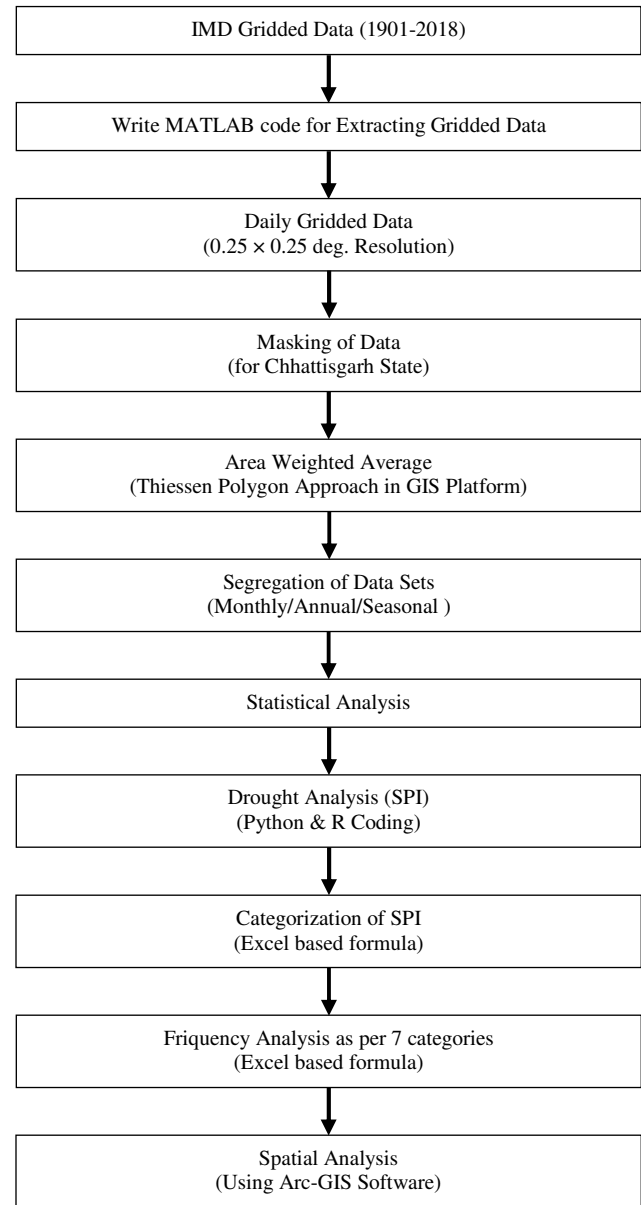 IMD Gridded Data (1901-2018)
Write MATLAB code for Extracting Gridded Data
Daily Gridded Data
(0.25 × 0.25 deg. Resolution)
Masking of Data
(for Chhattisgarh State)
Area Weighted Average
(Thiessen Polygon Approach in GIS Platform)
Segregation of Data Sets
(Monthly/Annual/Seasonal )
Statistical Analysis
Drought Analysis (SPI)
(Python & R Coding)
Categorization of SPI
(Excel based formula)
Friquency Analysis as per 7 categories
(Excel based formula)
Spatial Analysis
(Using Arc-GIS Software)